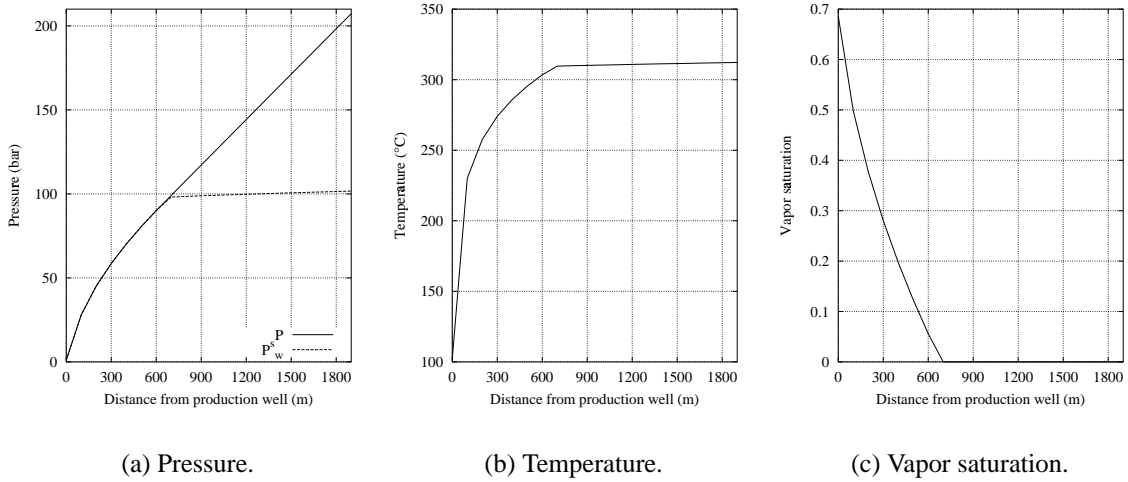 200
150
100
50
0
0 300 600 900 1200 1500 1800
Pressure (bar)
Distance from production well (m)
P
P
s
w
(a) Pressure.
350
300
250
200
150
100
0 300 600 900 1200 1500 1800
Temperature (°C)
Distance from production well (m)
(b) Temperature.
0.7
0.6
0.5
0.4
0.3
0.2
0.1
0
0 300 600 900 1200 1500 1800
Vapor saturation
Distance from production well (m)
(c) Vapor saturation.